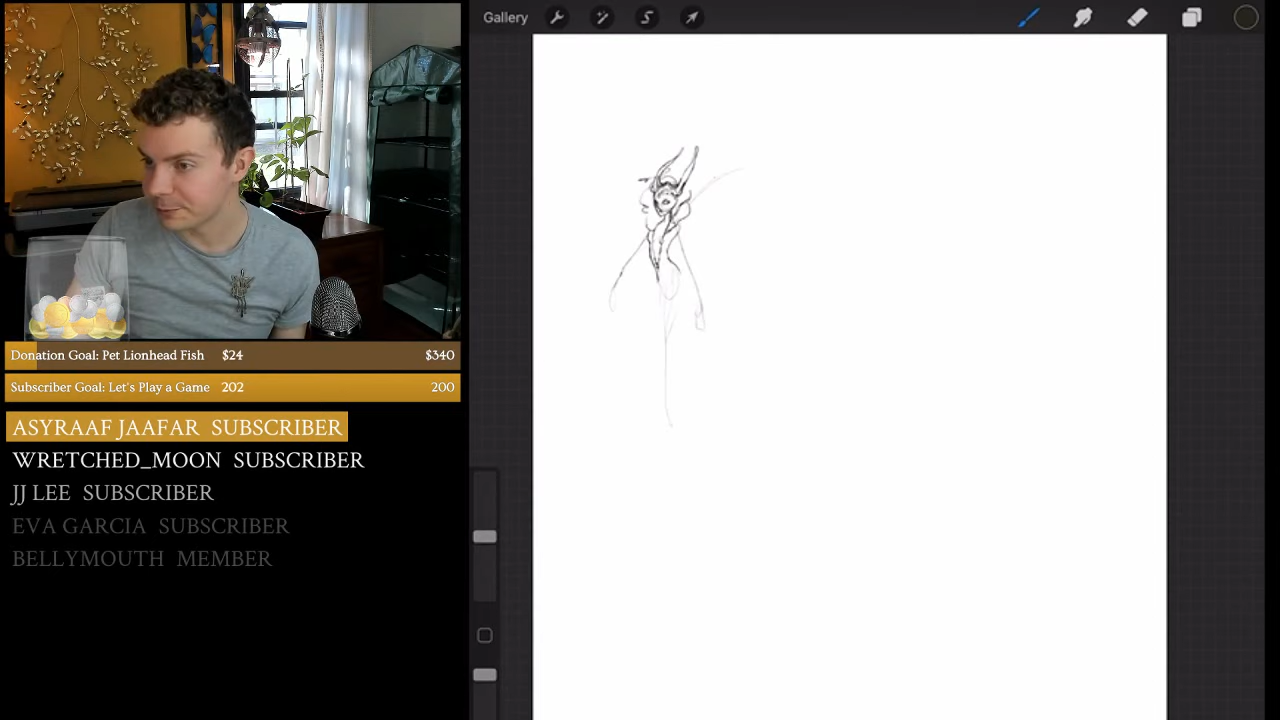 Gallery
Donation Goal: Pet Lionhead Fish $24 $340
Subscriber Goal: Let's Play a Game 202 200
ASYRAAF JAAFAR SUBSCRIBER
WRETCHED_MOON SUBSCRIBER
JJ LEE SUBSCRIBER
EVA GARCIA SUBSCRIBER
BELLYMOUTH MEMBER